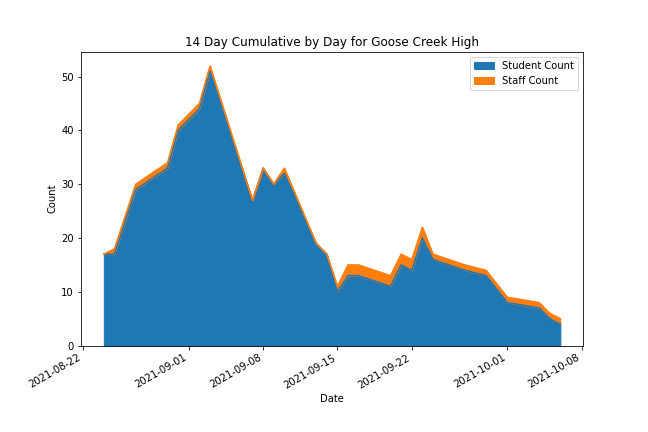 14 Day Cumulative by Day for Goose Creek High
Student Count
Staff Count
Count
50
40
30
20
10
0
2021-08-22
2021-09-01
2021-09-08
2021-09-15
2021-09-22
2021-10-01
2021-10-08
Date